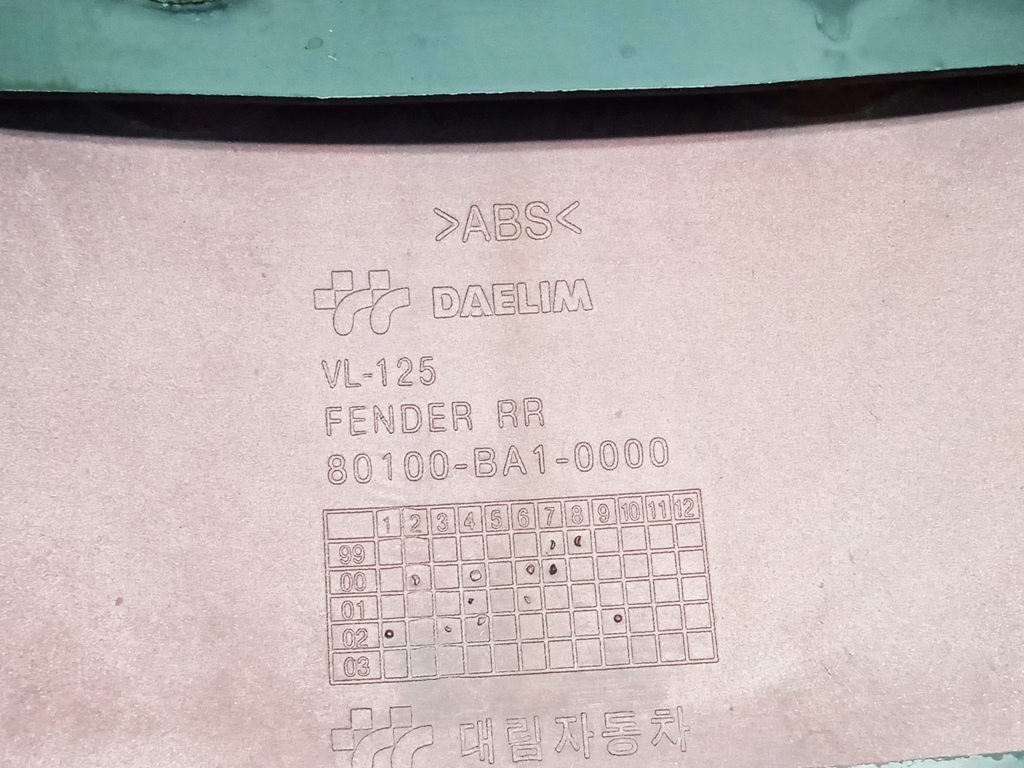 >ABS<
DAELIM
VL-125
FENDER RR
80100-BA1-0000
1 2 3 4 5 6 7 8 9 10 11 12
99
00
01
02
03
대림자동차